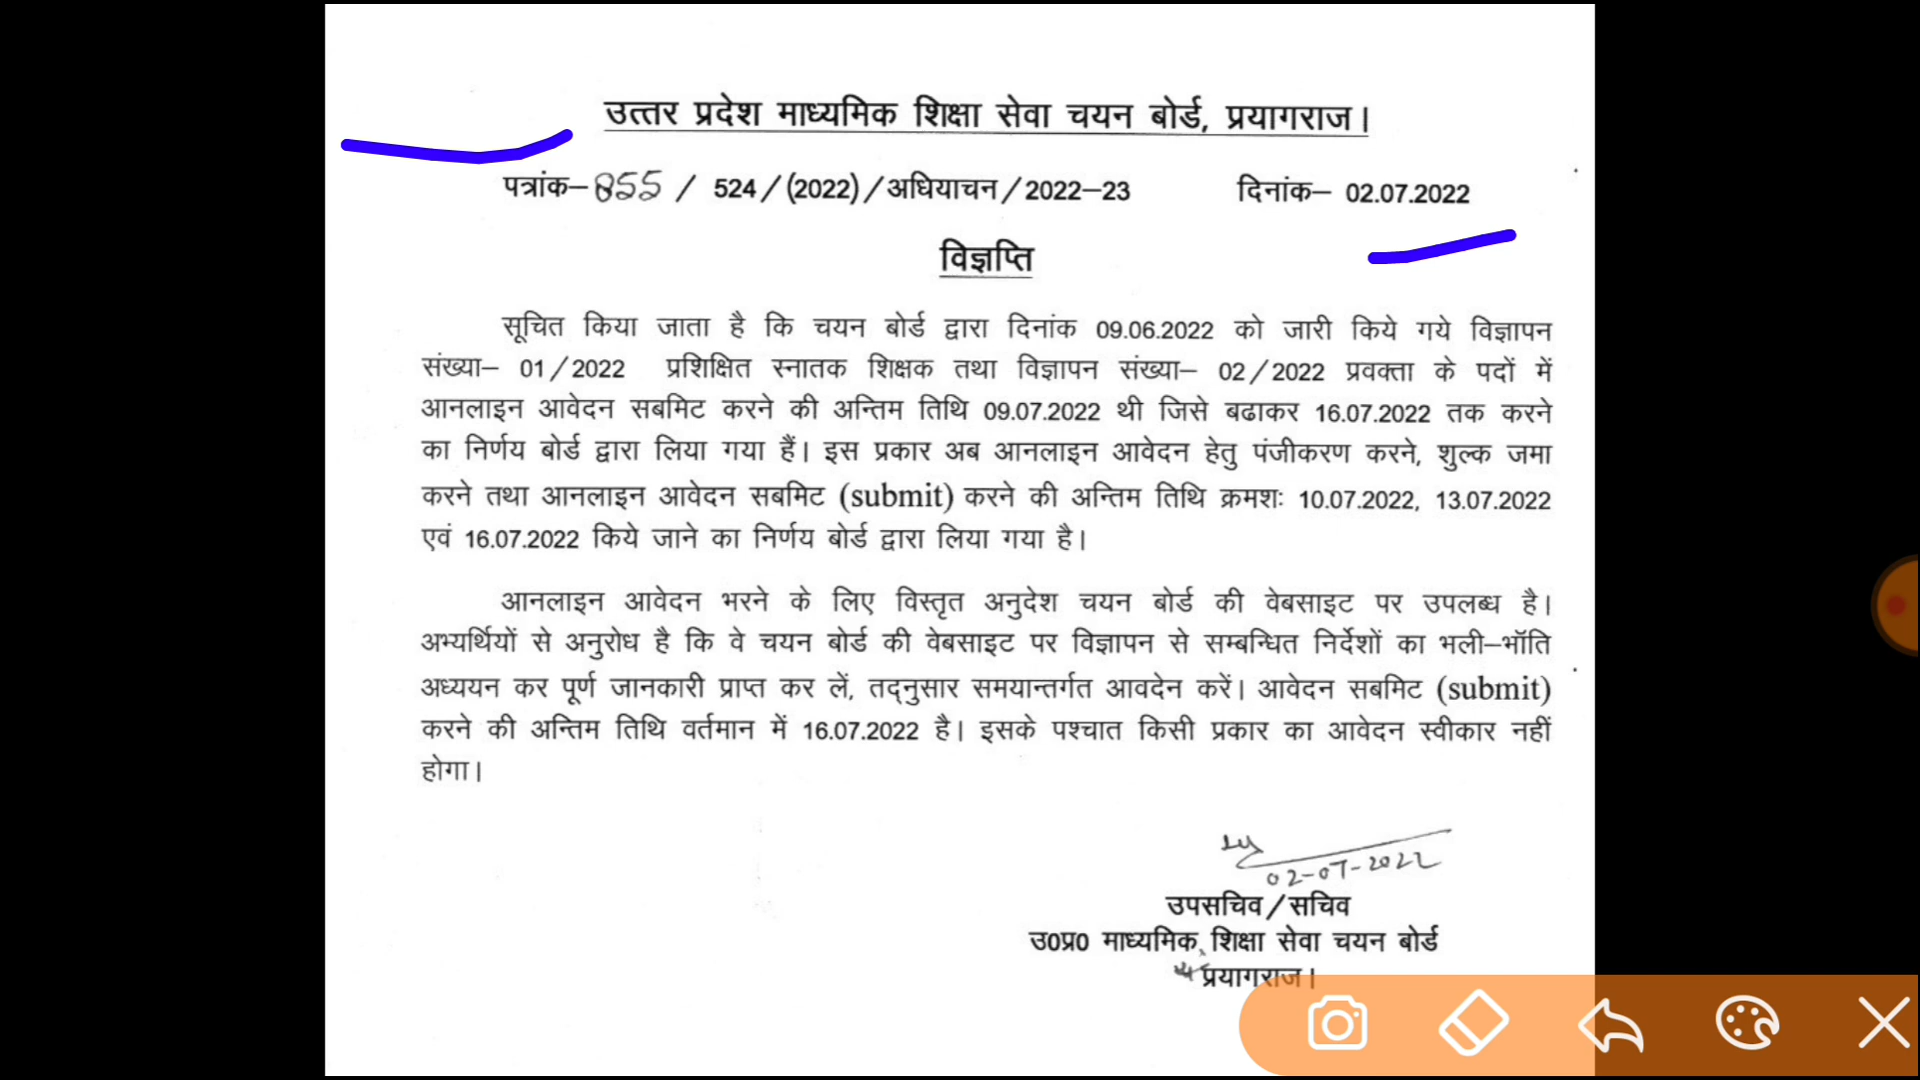 उत्तर प्रदेश माध्यमिक शिक्षा सेवा चयन बोर्ड, प्रयागराज।
पत्रांक–855 / 524/(2022)/अधियाचन/2022–23 दिनांक– 02.07.2022
विज्ञप्ति
सूचित किया जाता है कि चयन बोर्ड द्वारा दिनांक 09.06.2022 को जारी किये गये विज्ञापन
संख्या– 01/2022 प्रशिक्षित स्नातक शिक्षक तथा विज्ञापन संख्या– 02/2022 प्रवक्ता के पदों में
आनलाइन आवेदन सबमिट करने की अन्तिम तिथि 09.07.2022 थी जिसे बढाकर 16.07.2022 तक करने
का निर्णय बोर्ड द्वारा लिया गया हैं। इस प्रकार अब आनलाइन आवेदन हेतु पंजीकरण करने, शुल्क जमा
करने तथा आनलाइन आवेदन सबमिट (submit) करने की अन्तिम तिथि क्रमशः 10.07.2022, 13.07.2022
एवं 16.07.2022 किये जाने का निर्णय बोर्ड द्वारा लिया गया है।
आनलाइन आवेदन भरने के लिए विस्तृत अनुदेश चयन बोर्ड की वेबसाइट पर उपलब्ध है।
अभ्यर्थियों से अनुरोध है कि वे चयन बोर्ड की वेबसाइट पर विज्ञापन से सम्बन्धित निर्देशों का भली–भॉति
अध्ययन कर पूर्ण जानकारी प्राप्त कर लें, तद्नुसार समयान्तर्गत आवदेन करें। आवेदन सबमिट (submit)
करने की अन्तिम तिथि वर्तमान में 16.07.2022 है। इसके पश्चात किसी प्रकार का आवेदन स्वीकार नहीं
होगा।
02-07-2022
उपसचिव/सचिव
उ0प्र0 माध्यमिक शिक्षा सेवा चयन बोर्ड
प्रयागराज।